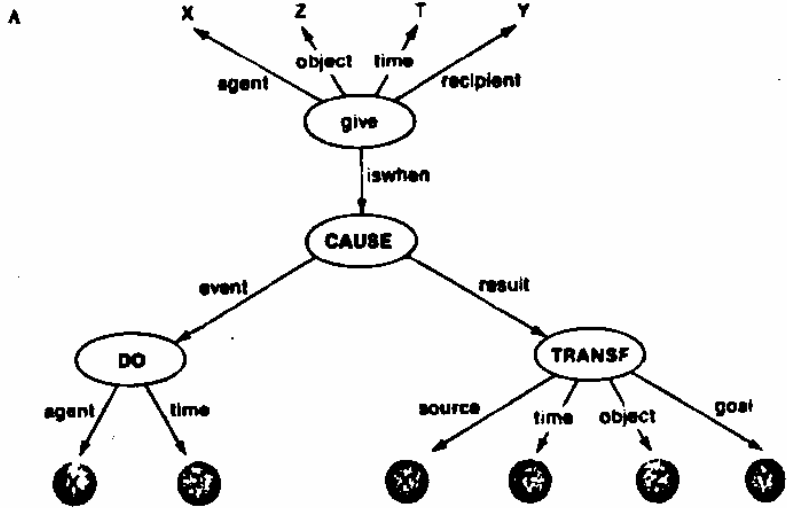 A
X Z T Y
object time
agent recipient
give
iswhen
CAUSE
event result
DO TRANSF
agent time source time object goal